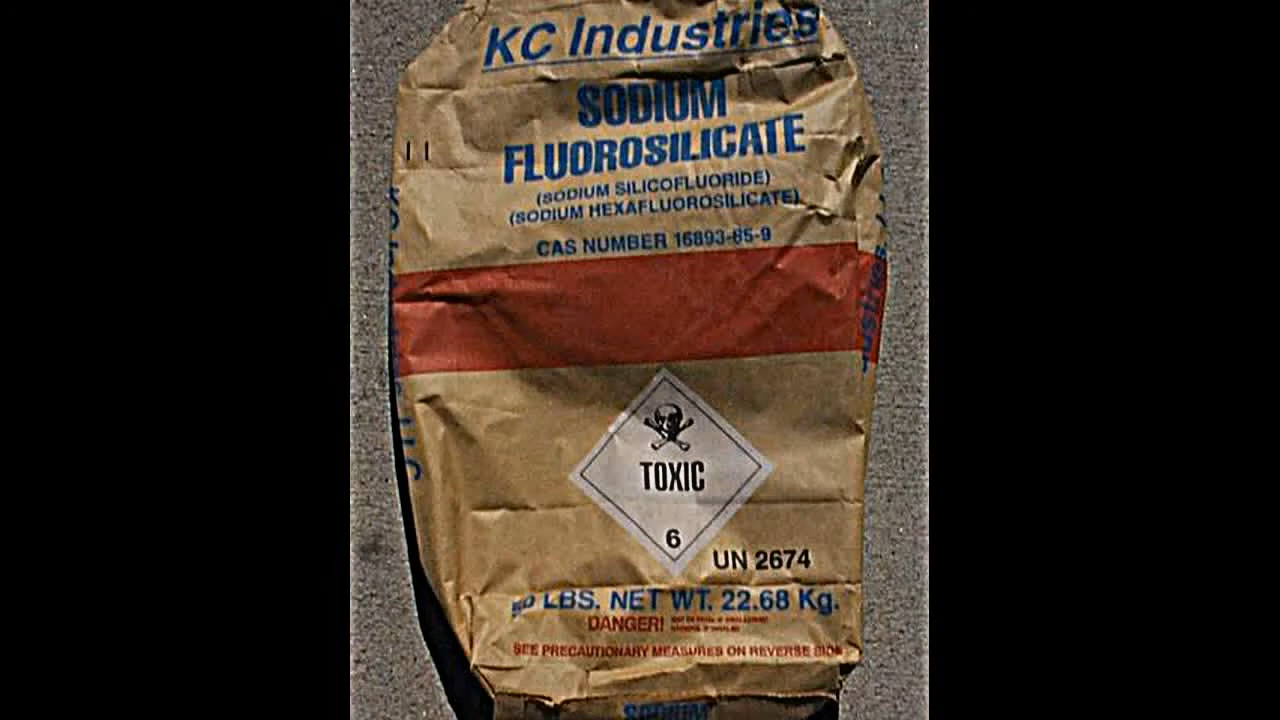 KC Industries
SODIUM
FLUOROSILICATE
(SODIUM SILICOFLUORIDE)
(SODIUM HEXAFLUOROSILICATE)
CAS NUMBER 16893-85-9
TOXIC
6
UN 2674
LBS. NET WT. 22.68 Kg.
DANGER!
SEE PRECAUTIONARY MEASURES ON REVERSE SIDE
SODIUM